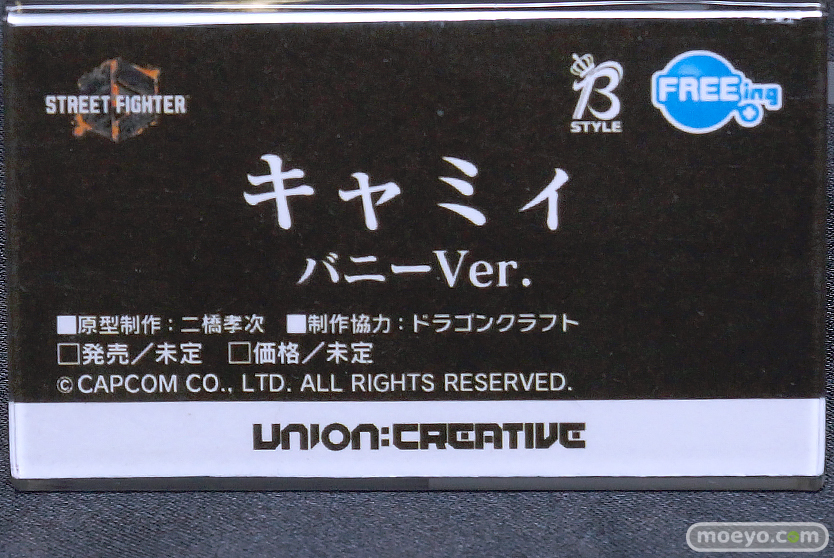 STREET FIGHTER
B
STYLE
FREEing
キャミィ
バニーVer.
■原型制作：二橋孝次 ■制作協力：ドラゴンクラフト
□発売／未定 □価格／未定
©CAPCOM CO., LTD. ALL RIGHTS RESERVED.
UNION:CREATIVE
moeyo.com